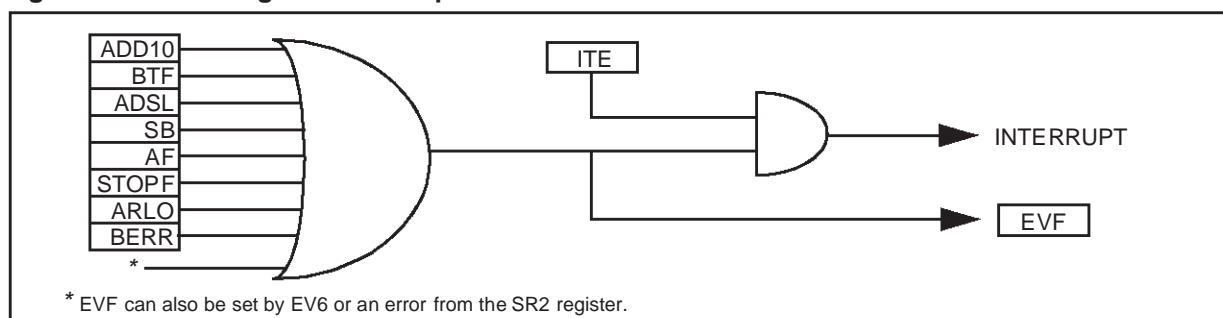 ADD10
BTF
ADSL
SB
AF
STOPF
ARLO
BERR
*
ITE
INTERRUPT
EVF
* EVF can also be set by EV6 or an error from the SR2 register.